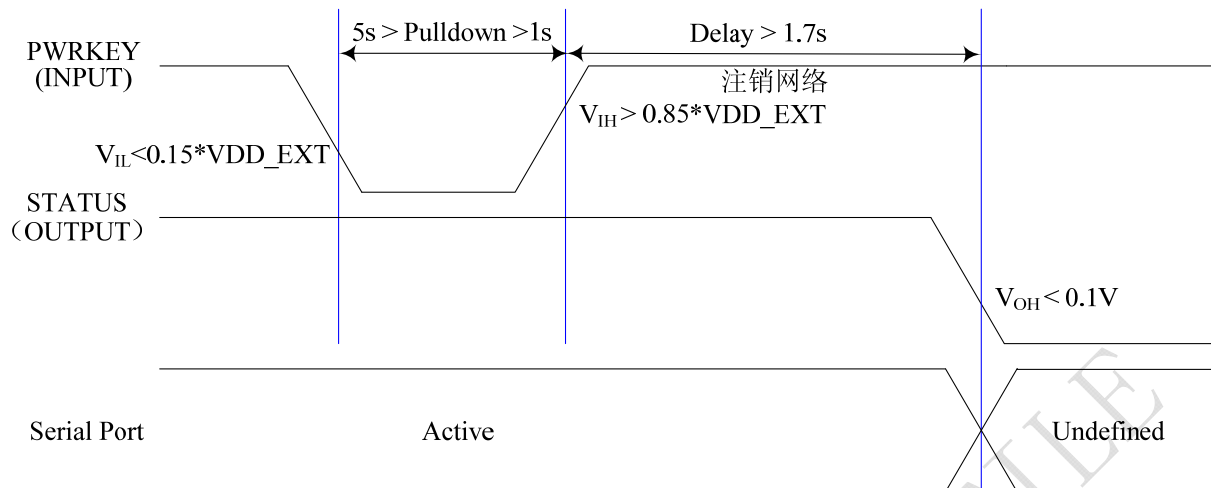 5s > Pulldown >1s
Delay > 1.7s
PWRKEY
(INPUT)
注销网络
VIH > 0.85*VDD_EXT
VIL<0.15*VDD_EXT
STATUS
（OUTPUT）
VOH < 0.1V
Serial Port
Active
Undefined